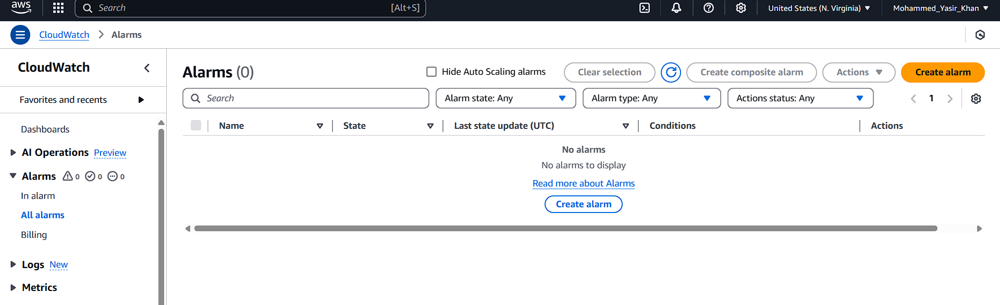 aws Search [Alt+S] United States (N. Virginia) Mohammed_Yasir_Khan
CloudWatch Alarms
CloudWatch
Favorites and recents
Dashboards
AI Operations Preview
Alarms 0 0 0
In alarm
All alarms
Billing
Logs New
Metrics
Alarms (0) Hide Auto Scaling alarms Clear selection Create composite alarm Actions Create alarm
Search Alarm state: Any Alarm type: Any Actions status: Any 1
Name State Last state update (UTC) Conditions Actions
No alarms
No alarms to display
Read more about Alarms
Create alarm